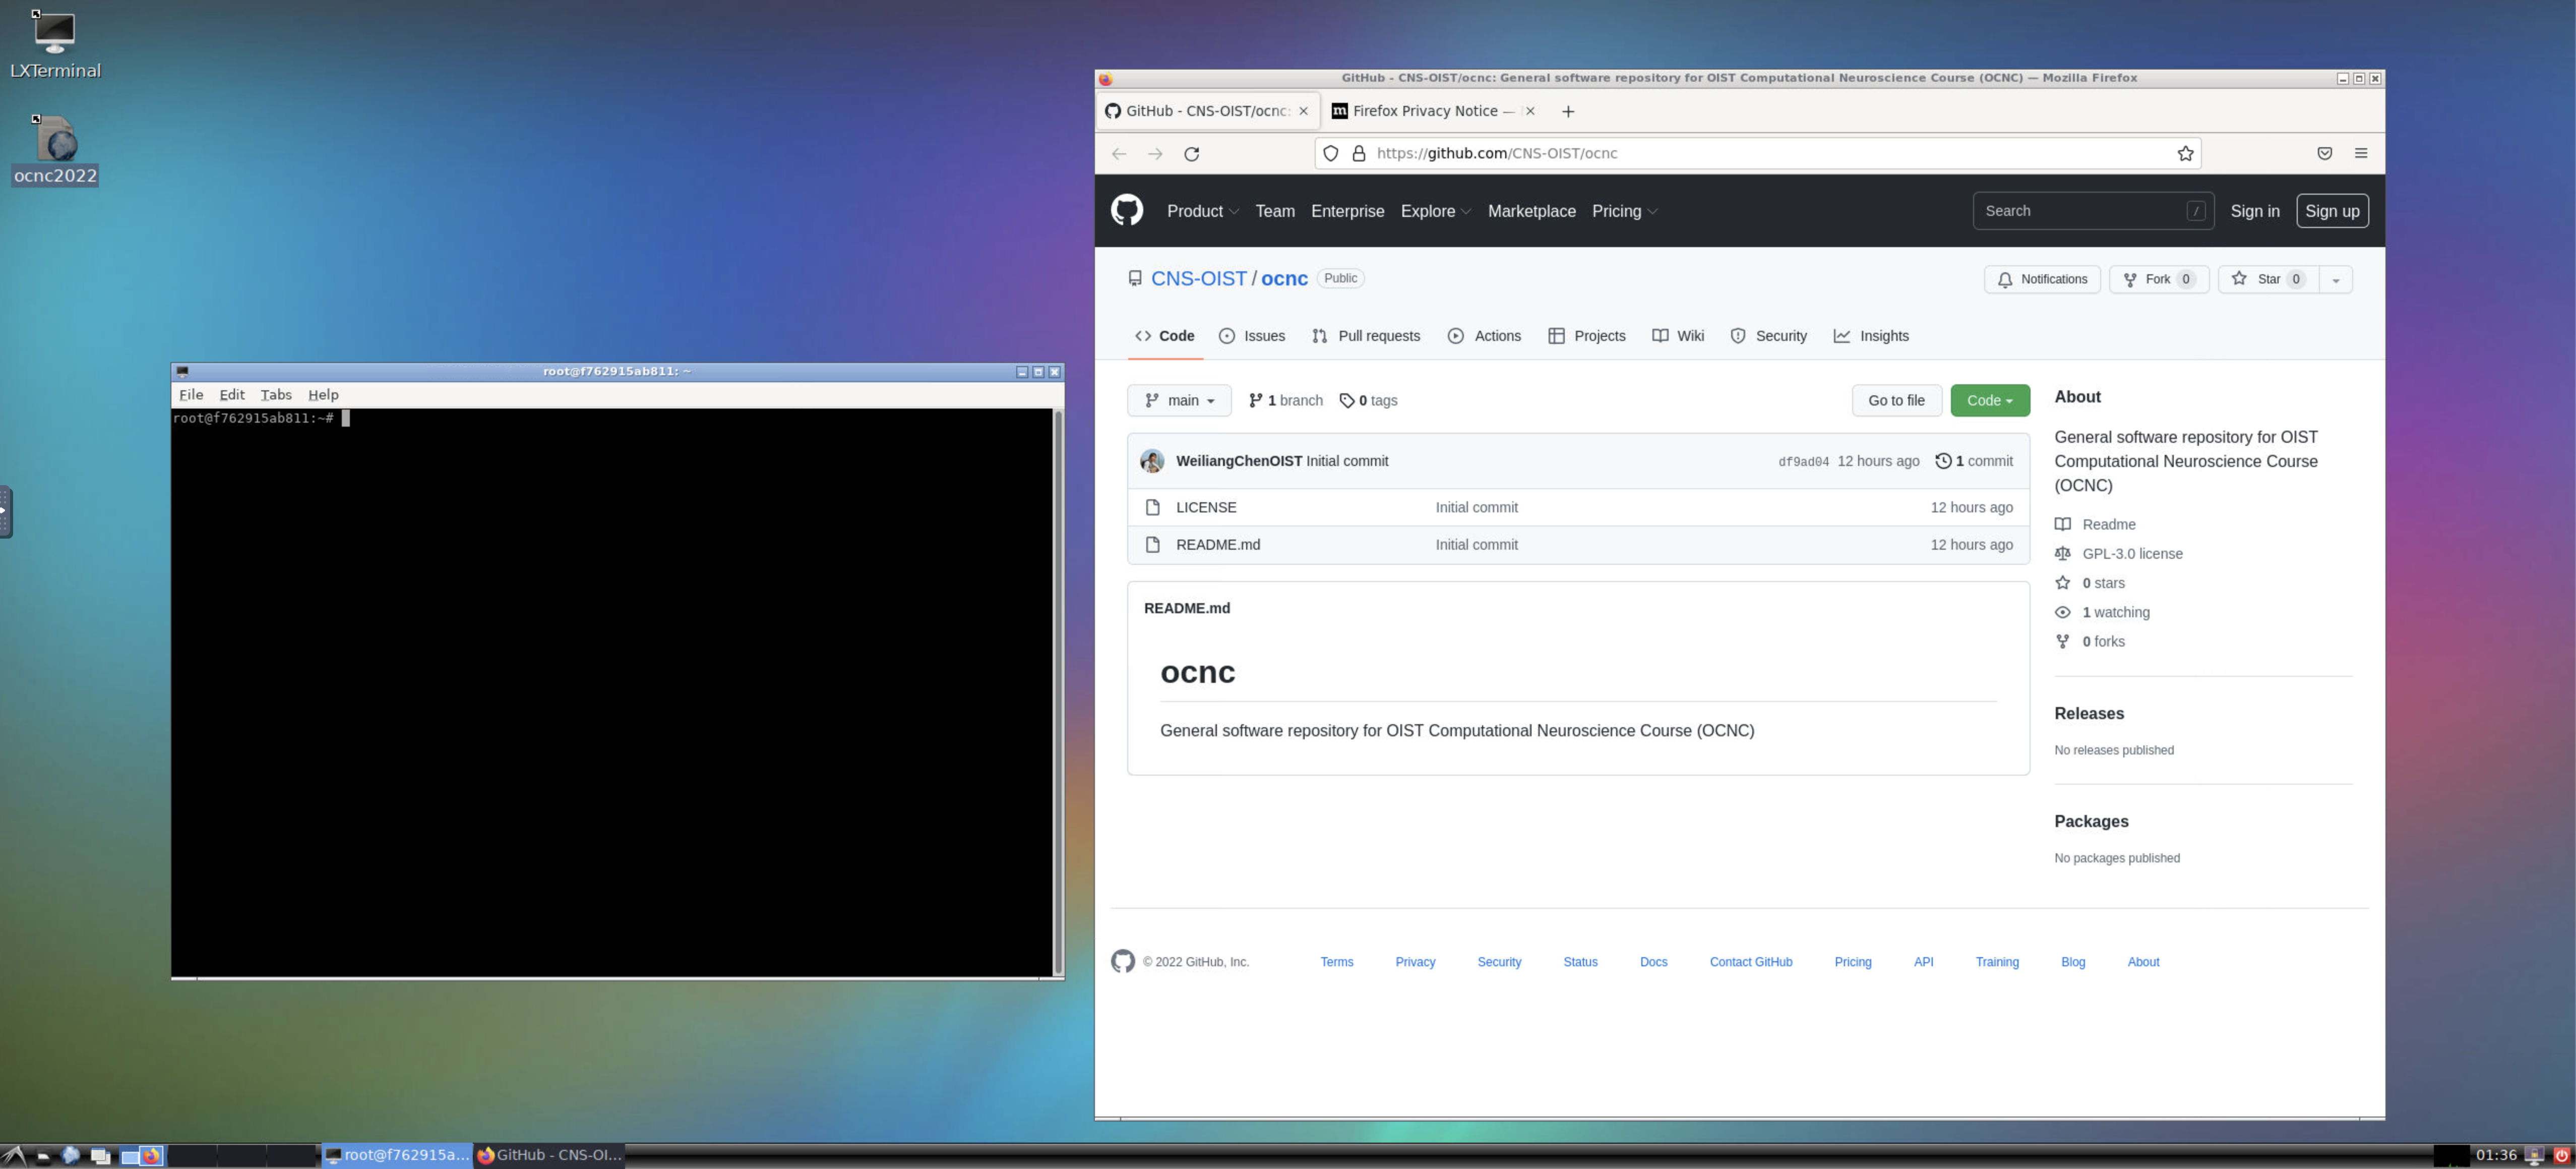 LXTerminal
ocnc2022
root@f762915ab811: ~
File Edit Tabs Help
root@f762915ab811:~#
GitHub - CNS-OIST/ocnc: General software repository for OIST Computational Neuroscience Course (OCNC) — Mozilla Firefox
GitHub - CNS-OIST/ocnc: Firefox Privacy Notice —
https://github.com/CNS-OIST/ocnc
Product Team Enterprise Explore Marketplace Pricing Search / Sign in Sign up
CNS-OIST / ocnc Public Notifications Fork 0 Star 0
Code Issues Pull requests Actions Projects Wiki Security Insights
main 1 branch 0 tags Go to file Code
WeiliangChenOIST Initial commit df9ad04 12 hours ago 1 commit
LICENSE Initial commit 12 hours ago
README.md Initial commit 12 hours ago
README.md
ocnc
General software repository for OIST Computational Neuroscience Course (OCNC)
About
General software repository for OIST
Computational Neuroscience Course
(OCNC)
Readme
GPL-3.0 license
0 stars
1 watching
0 forks
Releases
No releases published
Packages
No packages published
© 2022 GitHub, Inc. Terms Privacy Security Status Docs Contact GitHub Pricing API Training Blog About
root@f762915a... GitHub - CNS-OI... 01:36